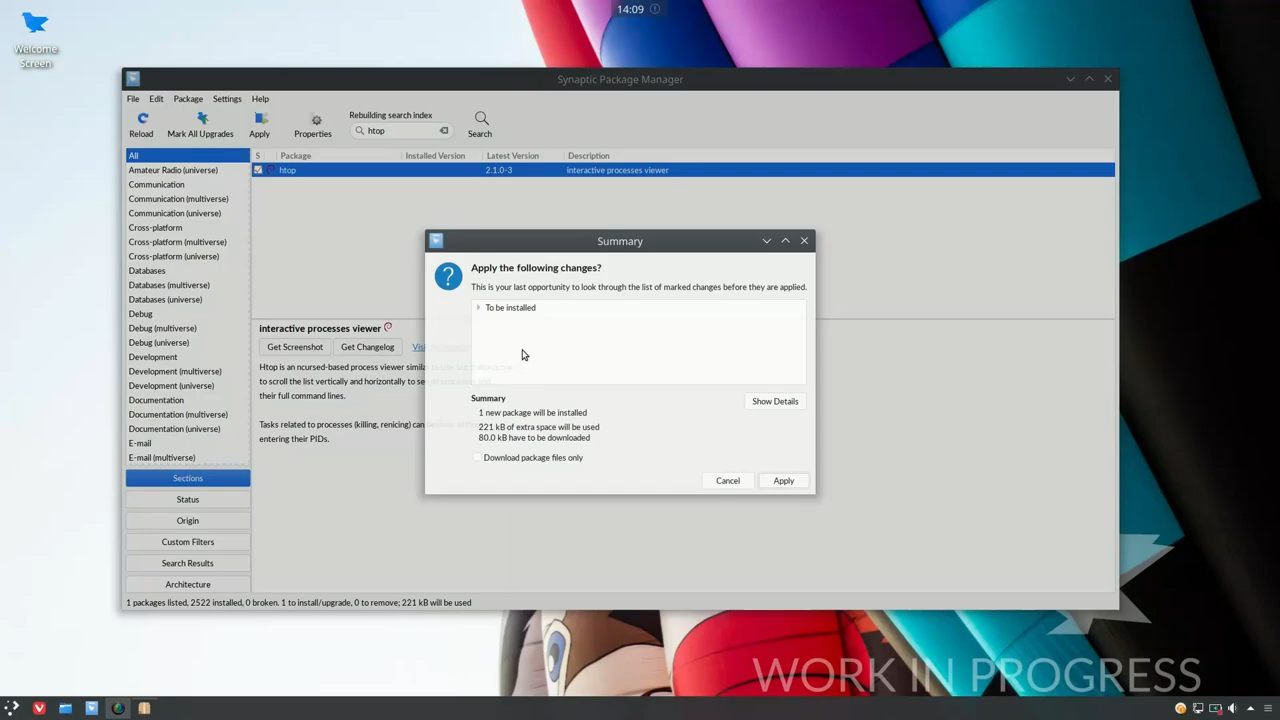 14:09
Welcome
Screen
Synaptic Package Manager
File Edit Package Settings Help
Reload
Mark All Upgrades
Apply
Properties
Rebuilding search index
htop
Search
All
Amateur Radio (universe)
Communication
Communication (multiverse)
Communication (universe)
Cross-platform
Cross-platform (multiverse)
Cross-platform (universe)
Databases
Databases (multiverse)
Databases (universe)
Debug
Debug (multiverse)
Debug (universe)
Development
Development (multiverse)
Development (universe)
Documentation
Documentation (multiverse)
Documentation (universe)
E-mail
E-mail (multiverse)
Sections
Status
Origin
Custom Filters
Search Results
Architecture
S Package Installed Version Latest Version Description
htop 2.1.0-3 interactive processes viewer
interactive processes viewer
Get Screenshot Get Changelog
Htop is an ncursed-based process viewer
to scroll the list vertically and horizontally to
their full command lines.
Tasks related to processes (killing, renicing) can
entering their PIDs.
Summary
Apply the following changes?
This is your last opportunity to look through the list of marked changes before they are applied.
To be installed
Summary
1 new package will be installed
221 kB of extra space will be used
80.0 kB have to be downloaded
Show Details
Download package files only
Cancel Apply
1 packages listed, 2522 installed, 0 broken. 1 to install/upgrade, 0 to remove; 221 kB will be used
WORK IN PROGRESS